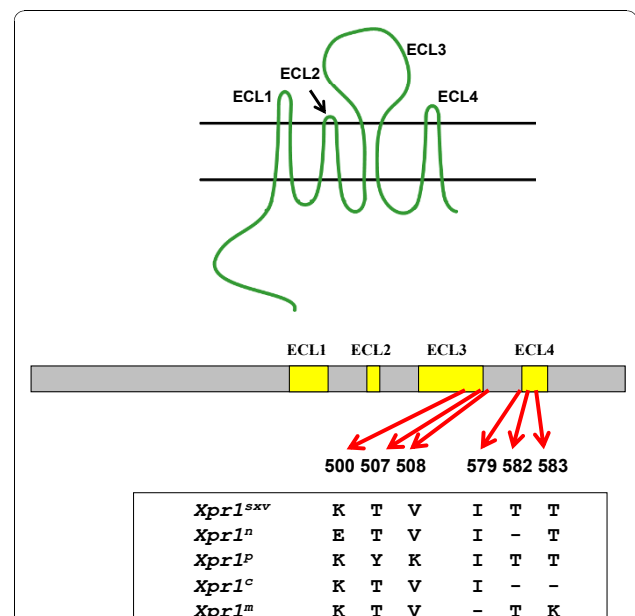 ECL3
ECL2
ECL1 ECL4
ECL1 ECL2 ECL3 ECL4
500 507 508 579 582 583
Xpr1sxv K T V I T T
Xpr1n E T V I - T
Xpr1p K Y K I T T
Xpr1c K T V I - -
Xpr1m K T V - T K